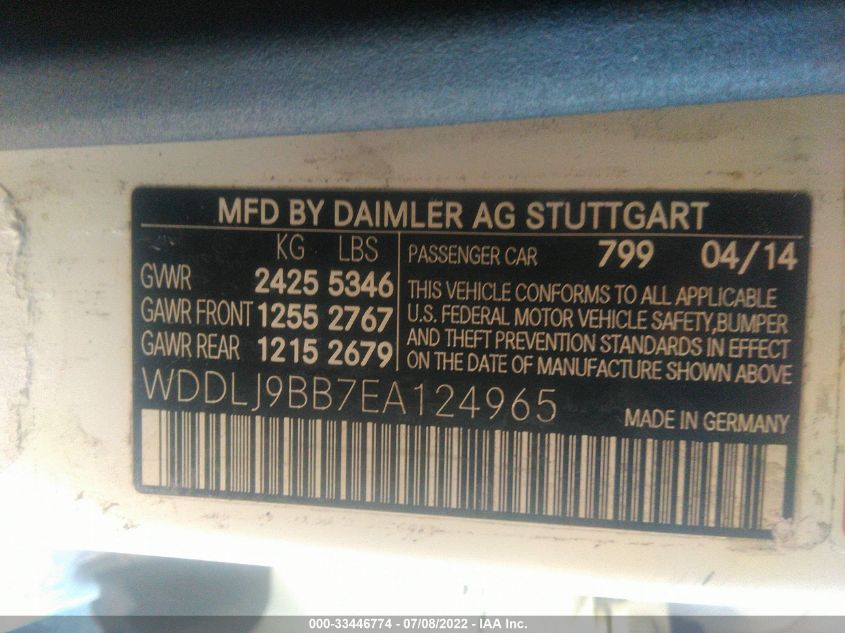 MFD BY DAIMLER AG STUTTGART
KG LBS
GVWR 2425 5346
GAWR FRONT 1255 2767
GAWR REAR 1215 2679
PASSENGER CAR 799 04/14
THIS VEHICLE CONFORMS TO ALL APPLICABLE
U.S. FEDERAL MOTOR VEHICLE SAFETY,BUMPER
AND THEFT PREVENTION STANDARDS IN EFFECT
ON THE DATE OF MANUFACTURE SHOWN ABOVE
WDDLJ9BB7EA124965
MADE IN GERMANY
000-33446774 - 07/08/2022 - IAA Inc.